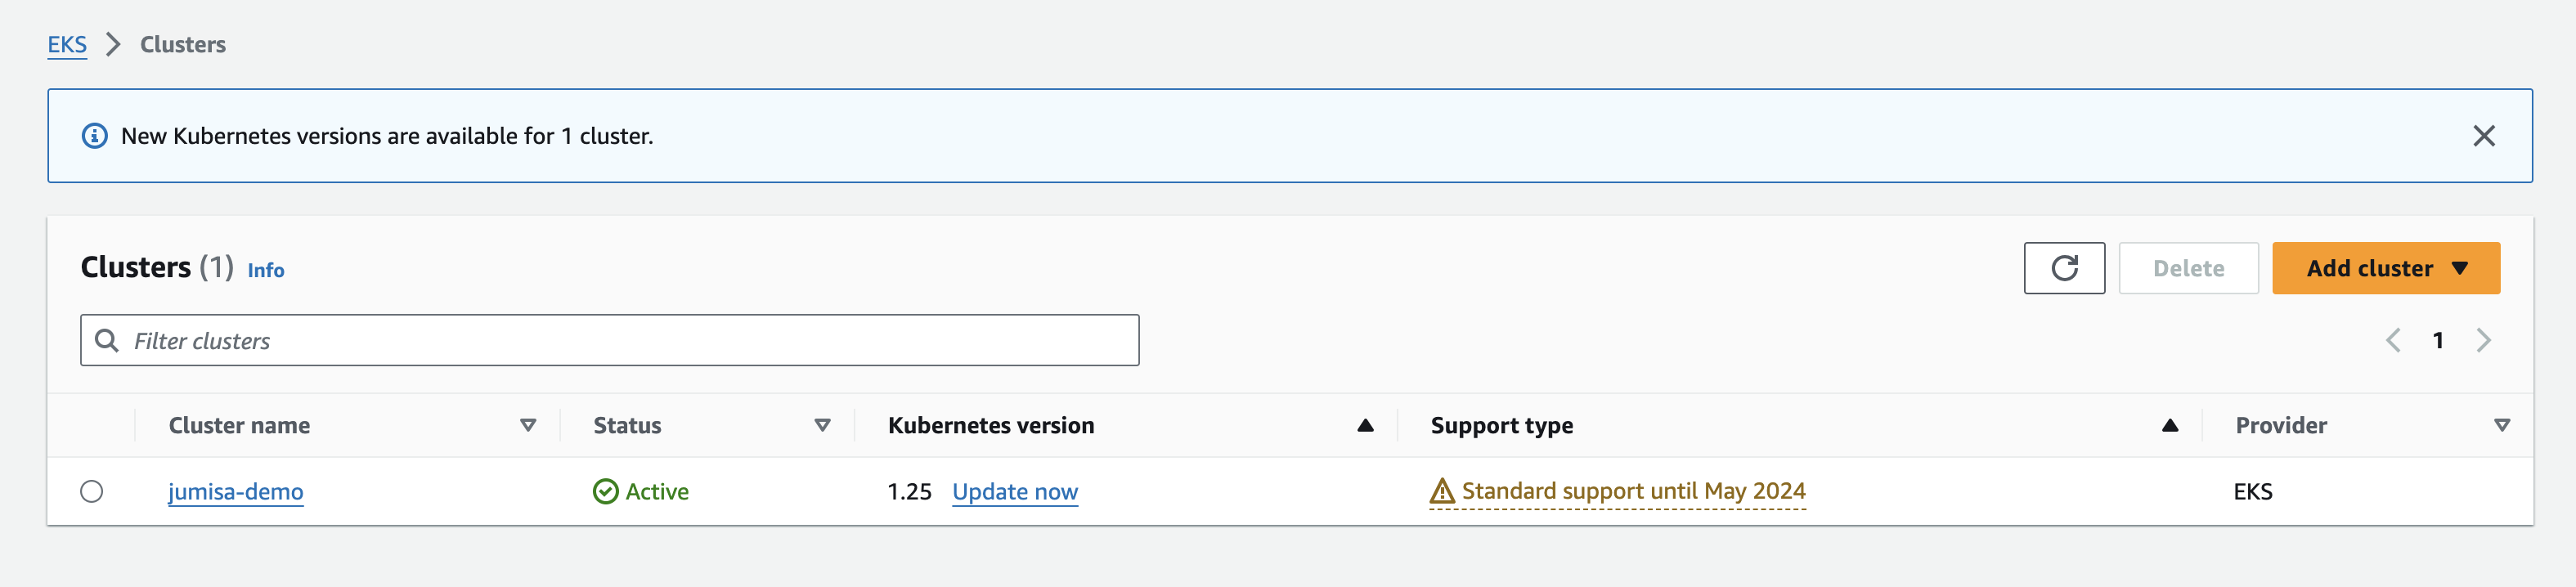 EKS > Clusters
New Kubernetes versions are available for 1 cluster.
Clusters (1) Info
Delete
Add cluster
Filter clusters
1
Cluster name Status Kubernetes version Support type Provider
jumisa-demo Active 1.25 Update now Standard support until May 2024 EKS